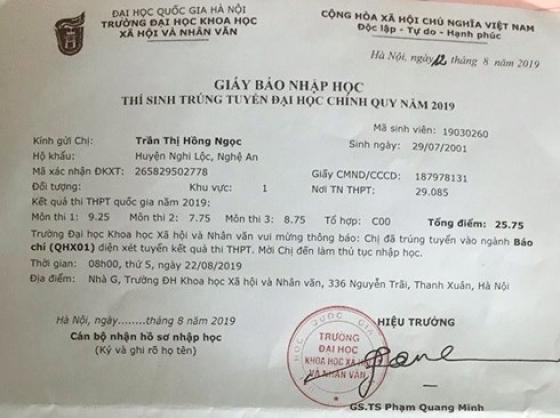 ĐẠI HỌC QUỐC GIA HÀ NỘI
TRƯỜNG ĐẠI HỌC KHOA HỌC
XÃ HỘI VÀ NHÂN VĂN
CỘNG HÒA XÃ HỘI CHỦ NGHĨA VIỆT NAM
Độc lập - Tự do - Hạnh phúc
Hà Nội, ngày 12 tháng 8 năm 2019
GIẤY BÁO NHẬP HỌC
THÍ SINH TRÚNG TUYỂN ĐẠI HỌC CHÍNH QUY NĂM 2019
Mã sinh viên: 19030260
Kính gửi Chị: Trần Thị Hồng Ngọc Sinh ngày: 29/07/2001
Hộ khẩu: Huyện Nghi Lộc, Nghệ An
Mã xác nhận ĐKXT: 265829502778 Giấy CMND/CCCD: 187978131
Đối tượng: Khu vực: 1 Nơi TN THPT: 29.085
Kết quả thi THPT quốc gia năm 2019:
Môn thi 1: 9.25 Môn thi 2: 7.75 Môn thi 3: 8.75 Tổ hợp: C00 Tổng điểm: 25.75
Trường Đại học Khoa học Xã hội và Nhân văn vui mừng thông báo: Chị đã trúng tuyển vào ngành Báo
chí (QHX01) diện xét tuyển kết quả thi THPT. Mời Chị đến làm thủ tục nhập học.
Thời gian: 08h00, thứ 5, ngày 22/08/2019
Địa điểm: Nhà G, Trường ĐH Khoa học Xã hội và Nhân văn, 336 Nguyễn Trãi, Thanh Xuân, Hà Nội
Hà Nội, ngày........tháng 8 năm 2019
Cán bộ nhận hồ sơ nhập học
(Ký và ghi rõ họ tên)
HIỆU TRƯỞNG
HỌC QUỐC GIA
TRƯỜNG
ĐẠI HỌC
KHOA HỌC XÃ HỘI
VÀ NHÂN VĂN
GS.TS Phạm Quang Minh